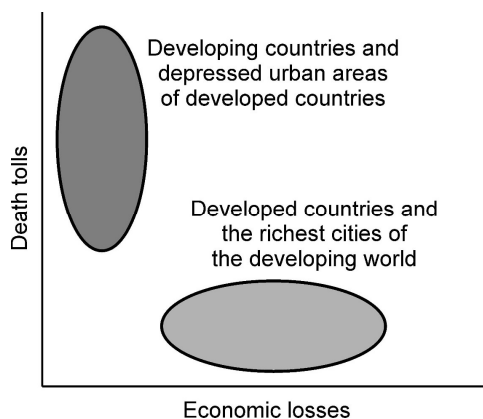 Developing countries and
depressed urban areas
of developed countries
Death tolls
Developed countries and
the richest cities of
the developing world
Economic losses